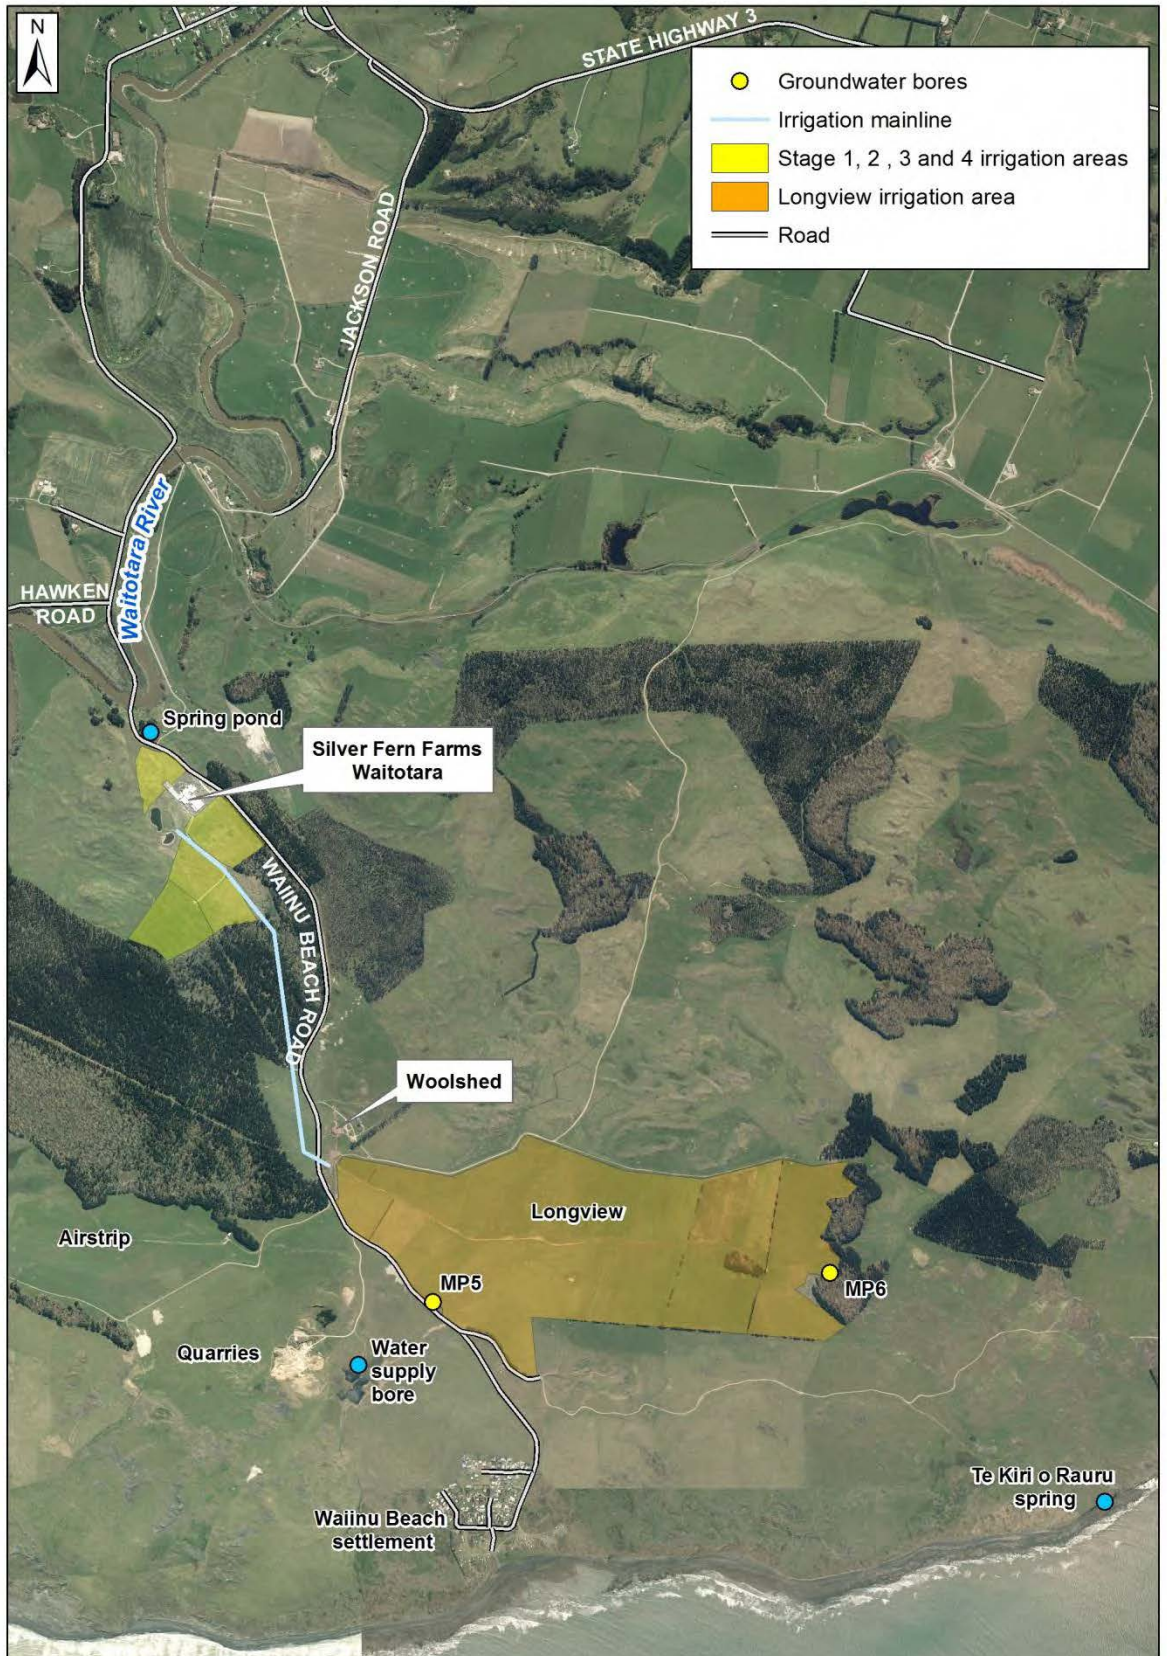 N
STATE HIGHWAY 3
Groundwater bores
Irrigation mainline
Stage 1, 2 , 3 and 4 irrigation areas
Longview irrigation area
Road
JACKSON ROAD
Waitotara River
HAWKEN
ROAD
Spring pond
Silver Fern Farms
Waitotara
WAIINU BEACH ROAD
Woolshed
Longview
Airstrip
MP5
MP6
Quarries
Water
supply
bore
Te Kiri o Rauru
spring
Waiinu Beach
settlement